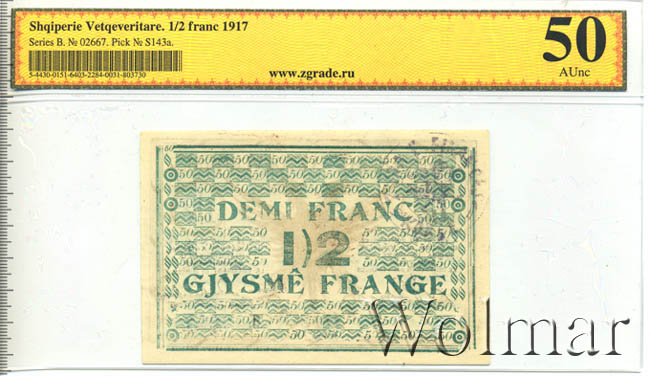 Shqiperie Vetqeveritare. 1/2 franc 1917
Series B. № 02667. Pick № S143a.
5-4430-0151-6403-2284-0031-803730
www.zgrade.ru
50
AUnc
DEMI FRANC
1)2
GJYSMÊ FRANGE
Wolmar